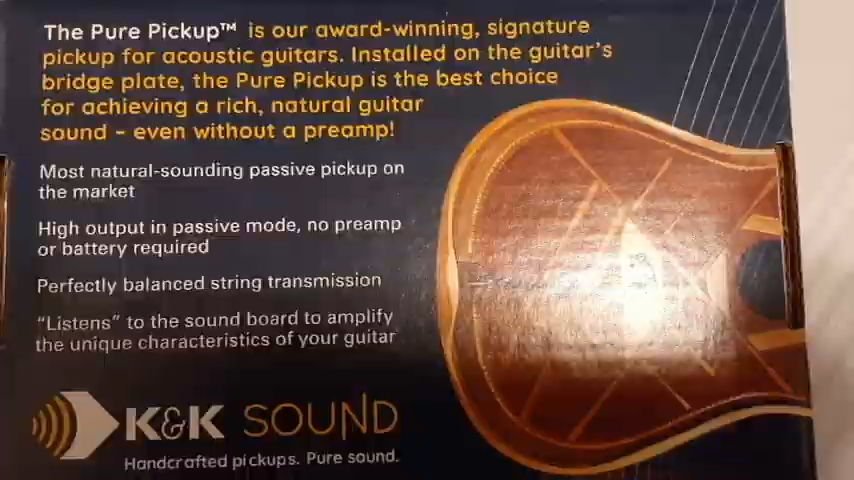 The Pure Pickup™ is our award-winning, signature
pickup for acoustic guitars. Installed on the guitar's
bridge plate, the Pure Pickup is the best choice
for achieving a rich, natural guitar
sound – even without a preamp!
Most natural-sounding passive pickup on
the market
High output in passive mode, no preamp
or battery required
Perfectly balanced string transmission
“Listens” to the sound board to amplify
the unique characteristics of your guitar
K&K SOUND
Handcrafted pickups. Pure sound.